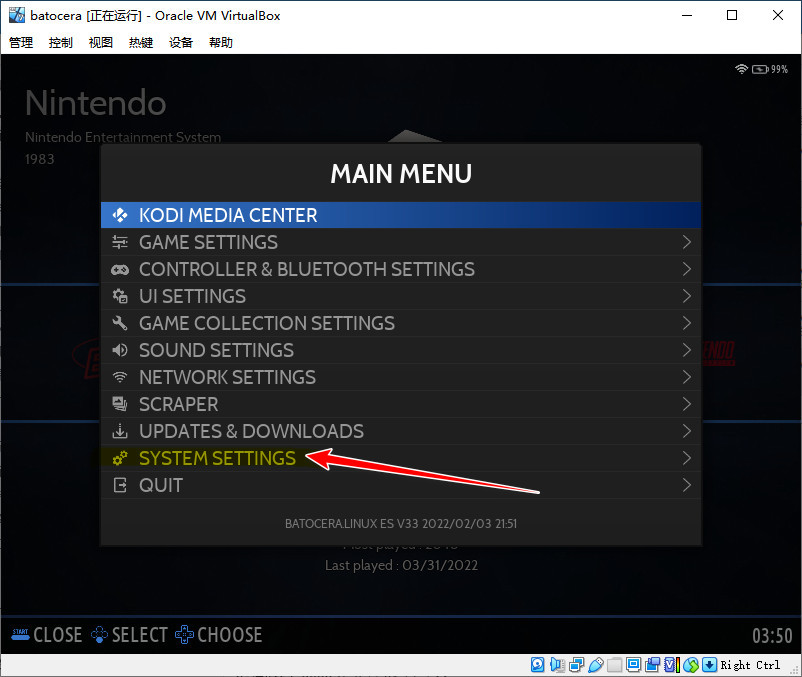 batocera [正在运行] - Oracle VM VirtualBox
管理 控制 视图 热键 设备 帮助
99%
Nintendo
Nintendo Entertainment System
1983
MAIN MENU
KODI MEDIA CENTER
GAME SETTINGS
CONTROLLER & BLUETOOTH SETTINGS
UI SETTINGS
GAME COLLECTION SETTINGS
SOUND SETTINGS
NETWORK SETTINGS
SCRAPER
UPDATES & DOWNLOADS
SYSTEM SETTINGS
QUIT
BATOCERA.LINUX ES V33 2022/02/03 21:51
Last played : 03/31/2022
START CLOSE SELECT CHOOSE
03:50
Right Ctrl